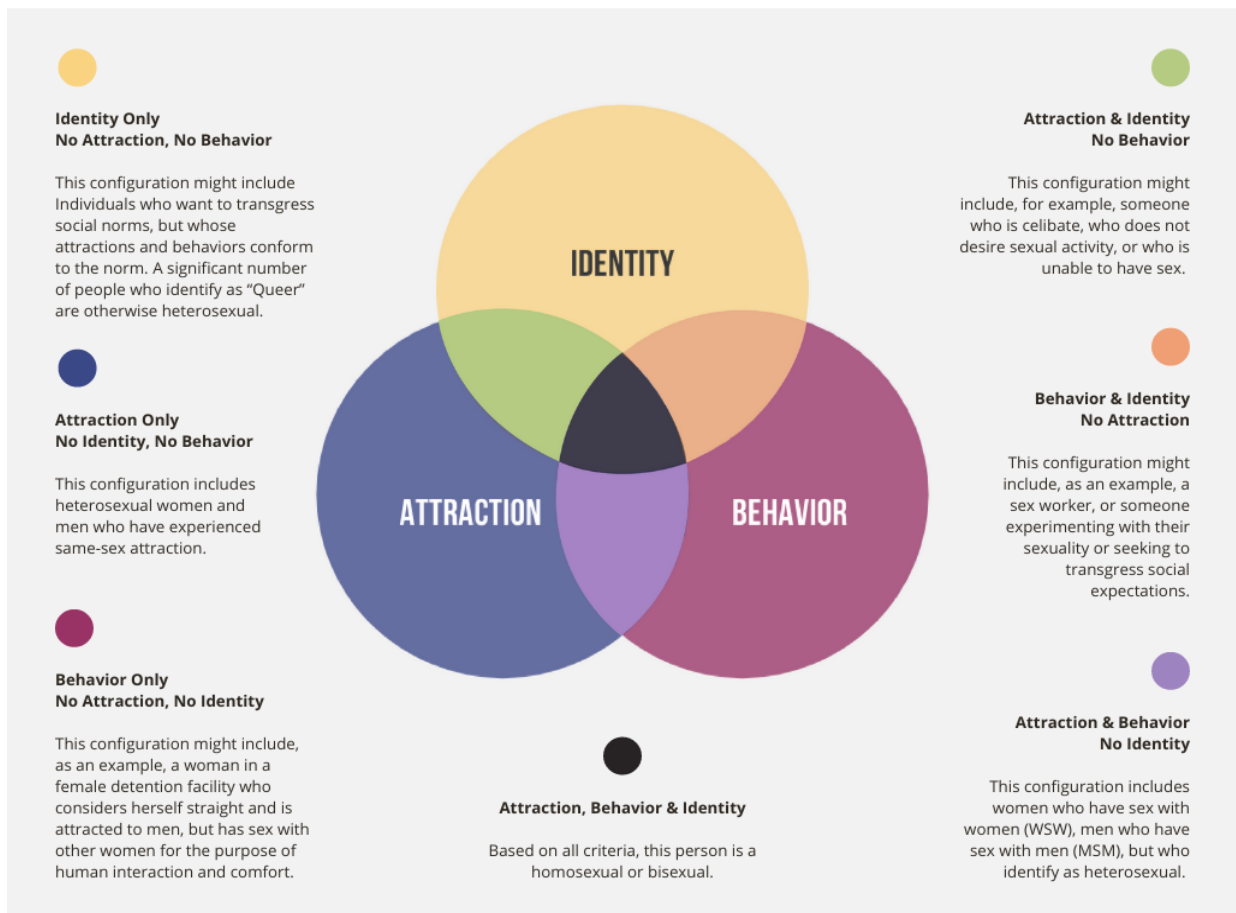 Identity Only
No Attraction, No Behavior
This configuration might include
Individuals who want to transgress
social norms, but whose
attractions and behaviors conform
to the norm. A significant number
of people who identify as “Queer”
are otherwise heterosexual.
Attraction Only
No Identity, No Behavior
This configuration includes
heterosexual women and
men who have experienced
same-sex attraction.
Behavior Only
No Attraction, No Identity
This configuration might include,
as an example, a woman in a
female detention facility who
considers herself straight and is
attracted to men, but has sex with
other women for the purpose of
human interaction and comfort.
IDENTITY
ATTRACTION
BEHAVIOR
Attraction, Behavior & Identity
Based on all criteria, this person is a
homosexual or bisexual.
Attraction & Identity
No Behavior
This configuration might
include, for example, someone
who is celibate, who does not
desire sexual activity, or who is
unable to have sex.
Behavior & Identity
No Attraction
This configuration might
include, as an example, a
sex worker, or someone
experimenting with their
sexuality or seeking to
transgress social
expectations.
Attraction & Behavior
No Identity
This configuration includes
women who have sex with
women (WSW), men who have
sex with men (MSM), but who
identify as heterosexual.